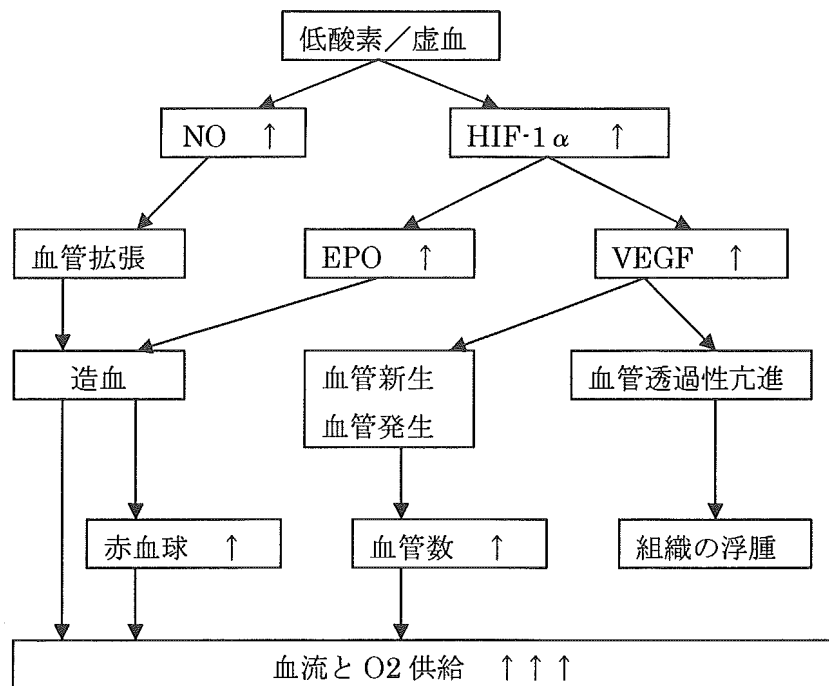 低酸素／虚血
NO ↑
HIF-1α ↑
血管拡張
EPO ↑
VEGF ↑
造血
血管新生
血管発生
血管透過性亢進
赤血球 ↑
血管数 ↑
組織の浮腫
血流と O2 供給 ↑↑↑